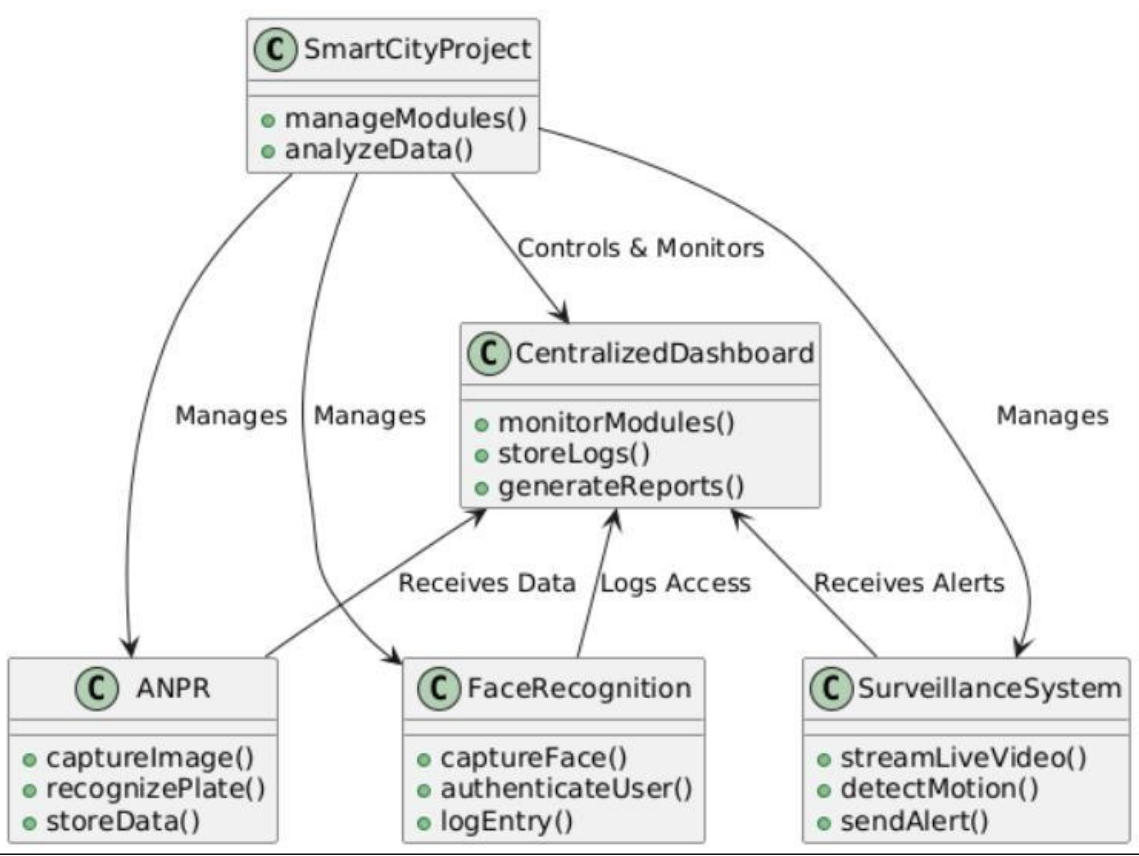 C SmartCityProject
manageModules()
analyzeData()
Controls & Monitors
C CentralizedDashboard
monitorModules()
storeLogs()
generateReports()
Manages
Manages
Manages
Receives Data
Logs Access
Receives Alerts
C ANPR
captureImage()
recognizePlate()
storeData()
C FaceRecognition
captureFace()
authenticateUser()
logEntry()
C SurveillanceSystem
streamLiveVideo()
detectMotion()
sendAlert()